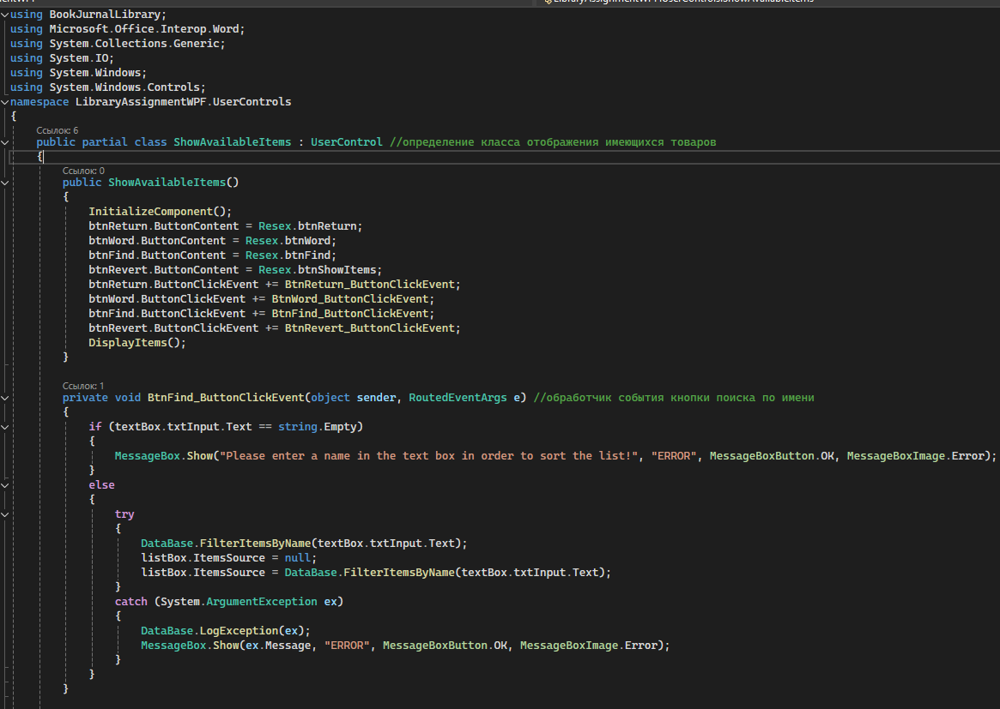 using BookJurnalLibrary;
using Microsoft.Office.Interop.Word;
using System.Collections.Generic;
using System.IO;
using System.Windows;
using System.Windows.Controls;
namespace LibraryAssignmentWPF.UserControls
{
Ссылок: 6
public partial class ShowAvailableItems : UserControl //определение класса отображения имеющихся товаров
{
Ссылок: 0
public ShowAvailableItems()
{
InitializeComponent();
btnReturn.ButtonContent = Resex.btnReturn;
btnWord.ButtonContent = Resex.btnWord;
btnFind.ButtonContent = Resex.btnFind;
btnRevert.ButtonContent = Resex.btnShowItems;
btnReturn.ButtonClickEvent += BtnReturn_ButtonClickEvent;
btnWord.ButtonClickEvent += BtnWord_ButtonClickEvent;
btnFind.ButtonClickEvent += BtnFind_ButtonClickEvent;
btnRevert.ButtonClickEvent += BtnRevert_ButtonClickEvent;
DisplayItems();
}
Ссылок: 1
private void BtnFind_ButtonClickEvent(object sender, RoutedEventArgs e) //обработчик события кнопки поиска по имени
{
if (textBox.txtInput.Text == string.Empty)
{
MessageBox.Show("Please enter a name in the text box in order to sort the list!", "ERROR", MessageBoxButton.OK, MessageBoxImage.Error);
}
else
{
try
{
DataBase.FilterItemsByName(textBox.txtInput.Text);
listBox.ItemsSource = null;
listBox.ItemsSource = DataBase.FilterItemsByName(textBox.txtInput.Text);
}
catch (System.ArgumentException ex)
{
DataBase.LogException(ex);
MessageBox.Show(ex.Message, "ERROR", MessageBoxButton.OK, MessageBoxImage.Error);
}
}
}